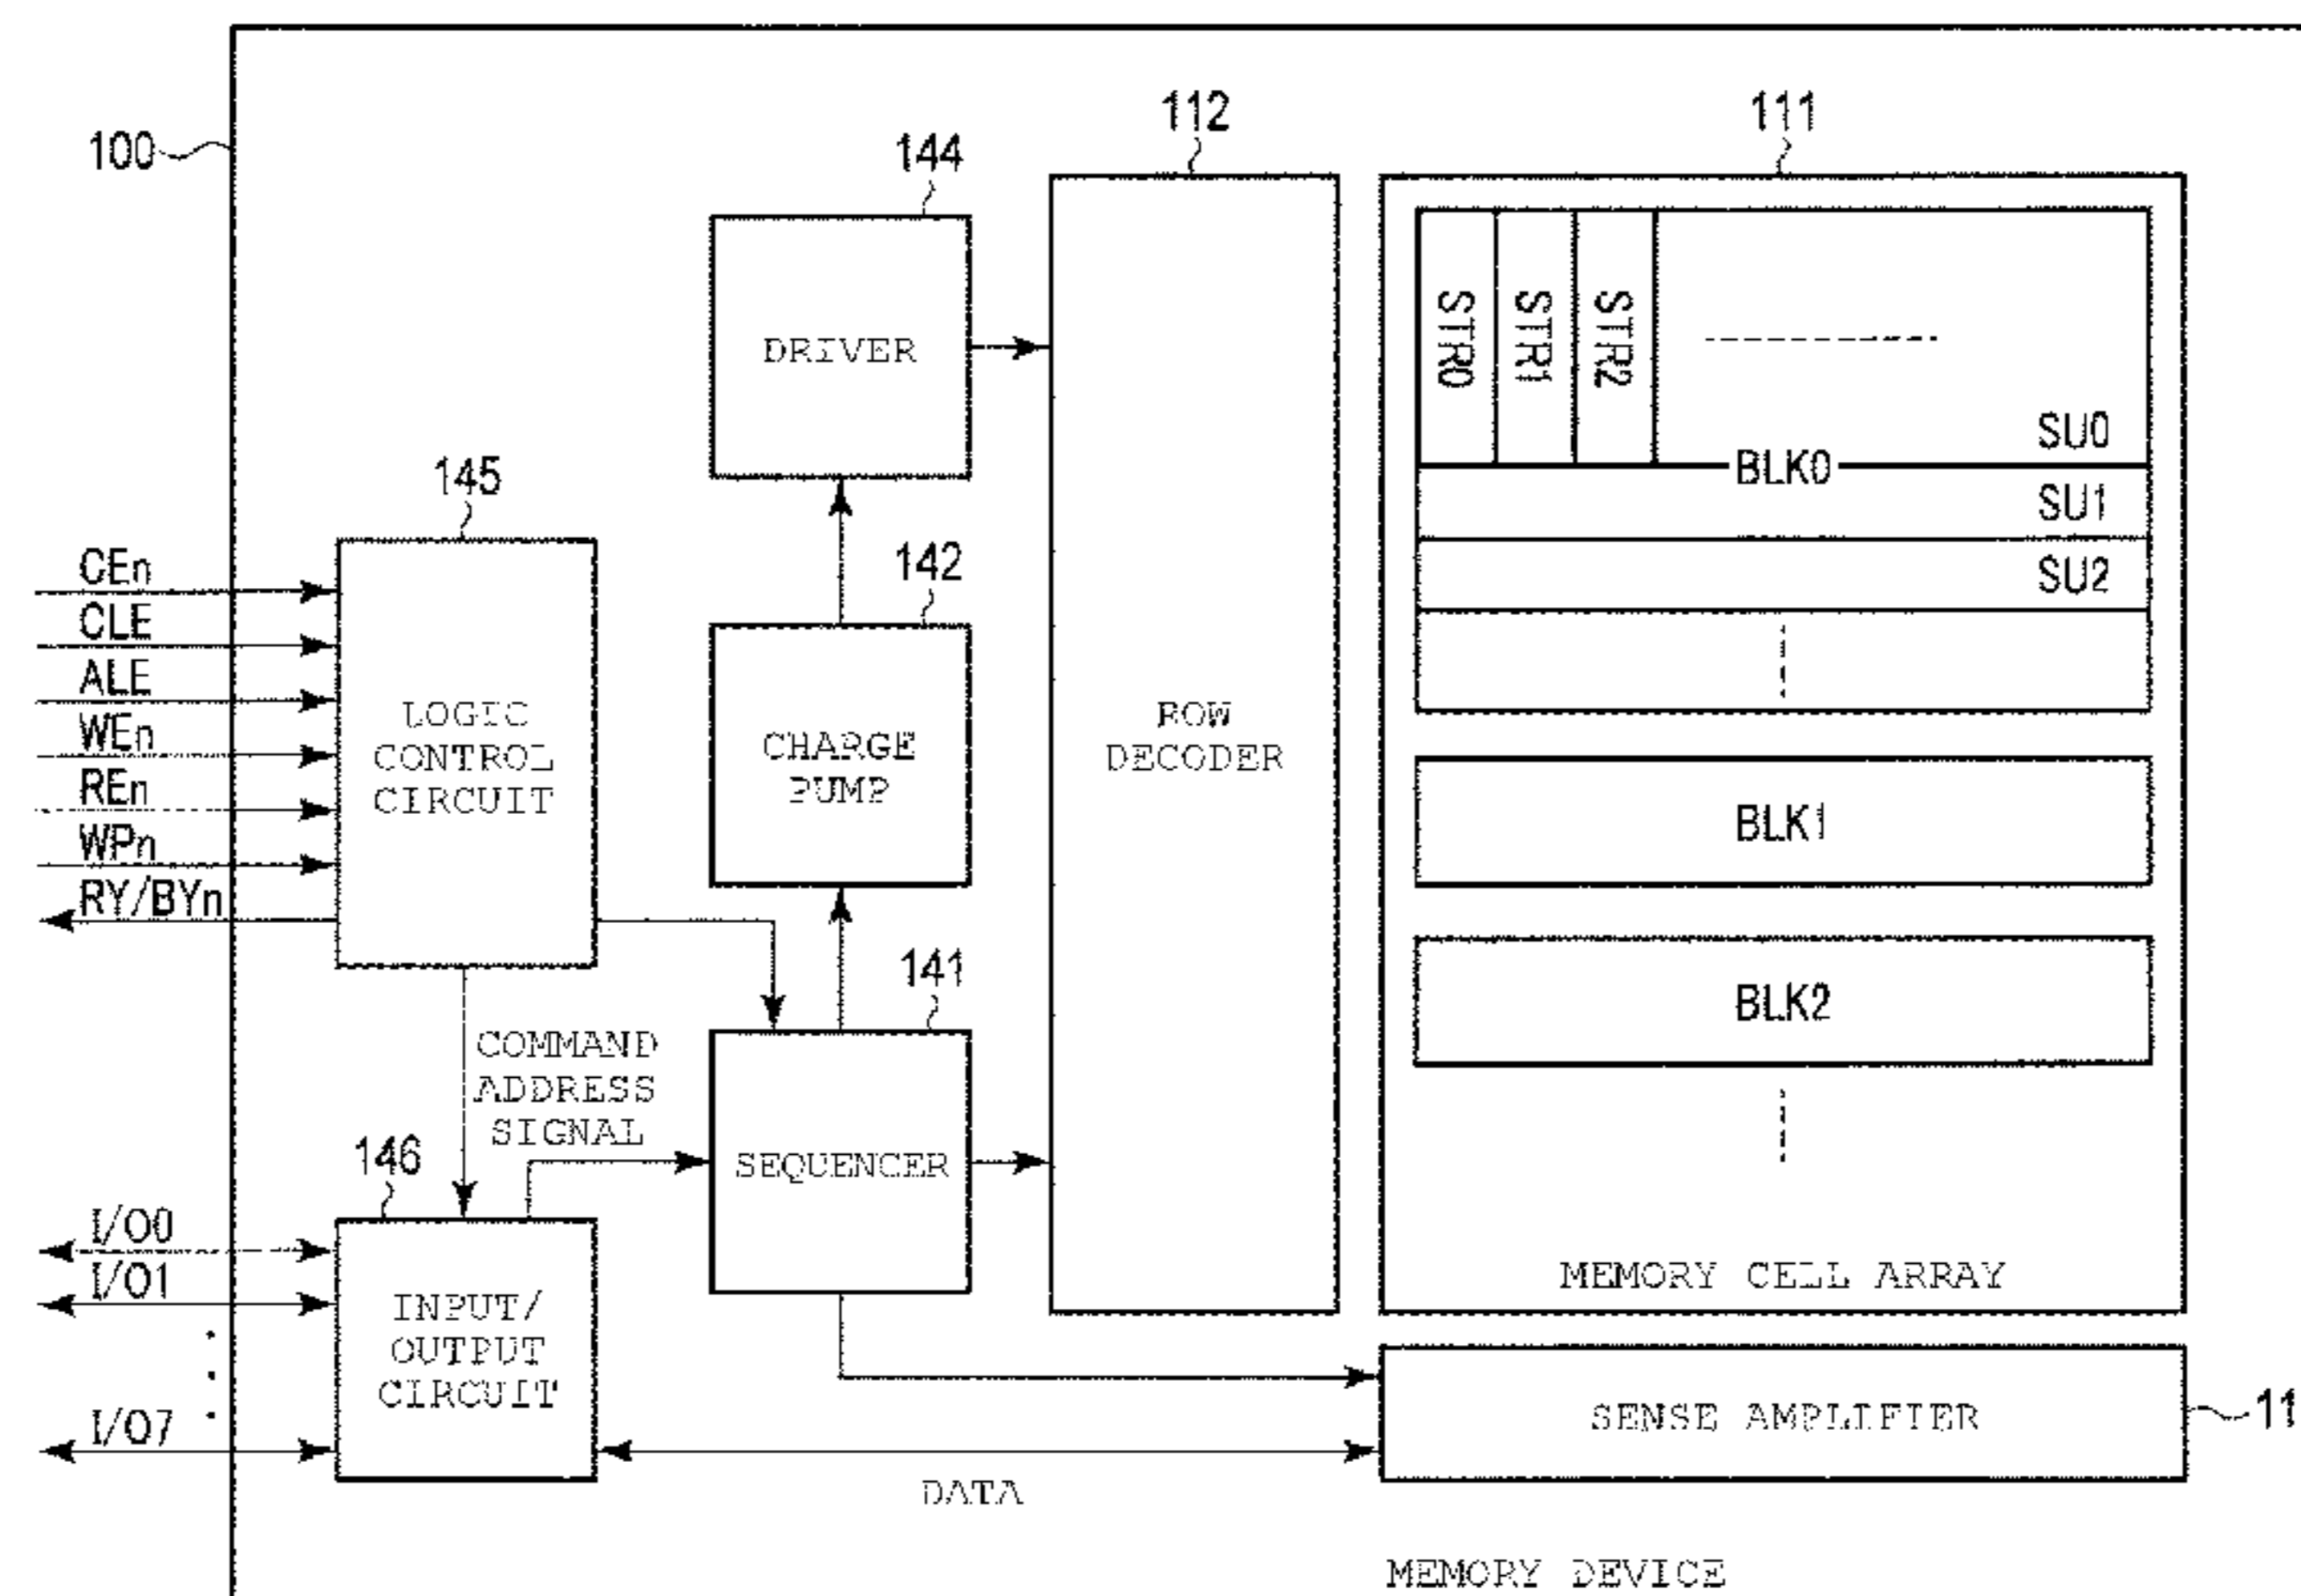 100
112
111
144
DRIVER
STR0
STR1
STR2
SU0
BLK0
SU1
SU2
145
CEn
CLE
ALE
WEn
REn
WPn
RY/BYn
LOGIC
CONTROL
CIRCUIT
142
CHARGE
PUMP
ROW
DECODER
BLK1
BLK2
141
COMMAND
ADDRESS
SIGNAL
SEQUENCER
146
I/O0
I/O1
I/O7
INPUT/
OUTPUT
CIRCUIT
MEMORY CELL ARRAY
SENSE AMPLIFIER
11
DATA
MEMORY DEVICE